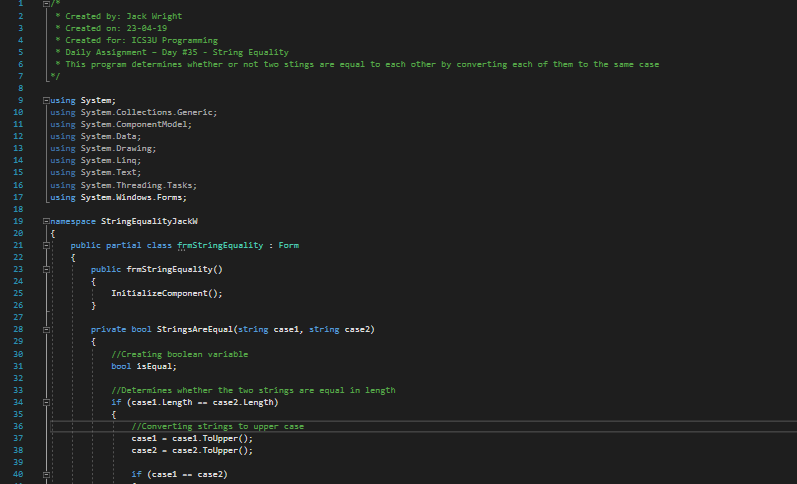 1 /*
2 * Created by: Jack Wright
3 * Created on: 23-04-19
4 * Created for: ICS3U Programming
5 * Daily Assignment – Day #35 - String Equality
6 * This program determines whether or not two stings are equal to each other by converting each of them to the same case
7 */
8
9 using System;
10 using System.Collections.Generic;
11 using System.ComponentModel;
12 using System.Data;
13 using System.Drawing;
14 using System.Linq;
15 using System.Text;
16 using System.Threading.Tasks;
17 using System.Windows.Forms;
18
19 namespace StringEqualityJackW
20 {
21 public partial class frmStringEquality : Form
22 {
23 public frmStringEquality()
24 {
25 InitializeComponent();
26 }
27
28 private bool StringsAreEqual(string case1, string case2)
29 {
30 //Creating boolean variable
31 bool isEqual;
32
33 //Determines whether the two strings are equal in length
34 if (case1.Length == case2.Length)
35 {
36 //Converting strings to upper case
37 case1 = case1.ToUpper();
38 case2 = case2.ToUpper();
39
40 if (case1 == case2)